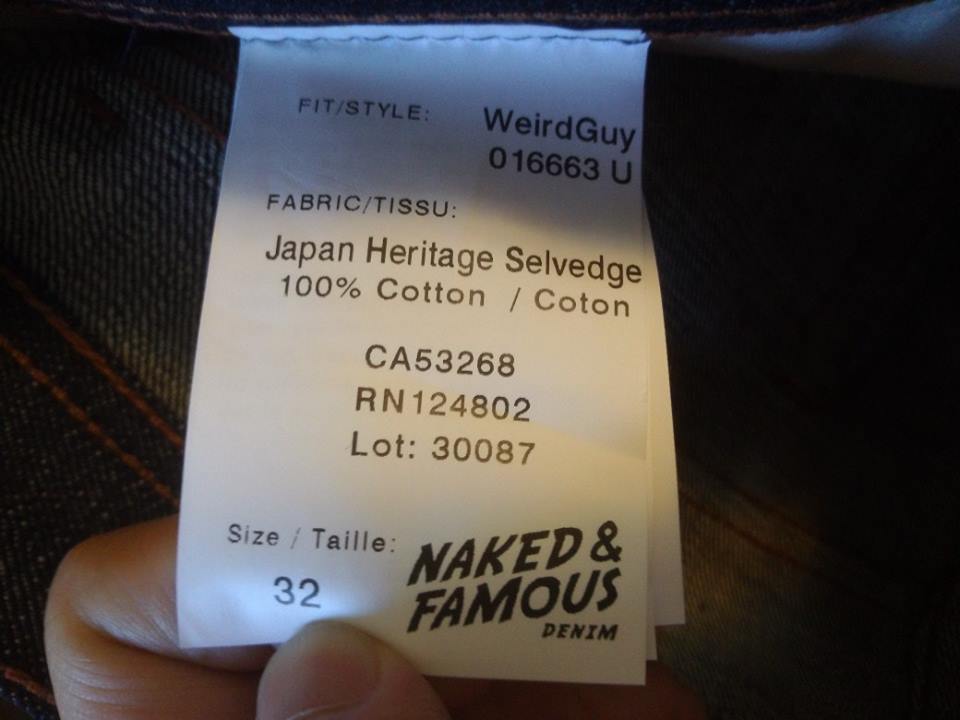 FIT/STYLE: WeirdGuy
016663 U
FABRIC/TISSU:
Japan Heritage Selvedge
100% Cotton / Coton
CA53268
RN124802
Lot: 30087
Size / Taille:
32
NAKED &
FAMOUS
DENIM